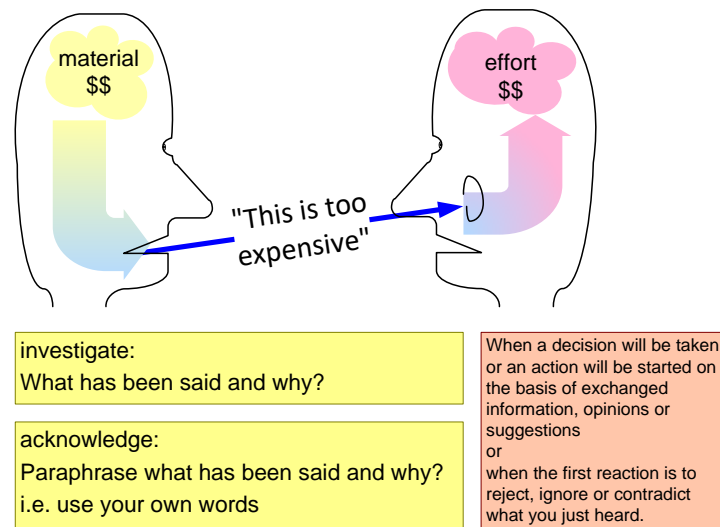 material
$$
effort
$$
"This is too
expensive"
investigate:
What has been said and why?
acknowledge:
Paraphrase what has been said and why?
i.e. use your own words
When a decision will be taken
or an action will be started on
the basis of exchanged
information, opinions or
suggestions
or
when the first reaction is to
reject, ignore or contradict
what you just heard.